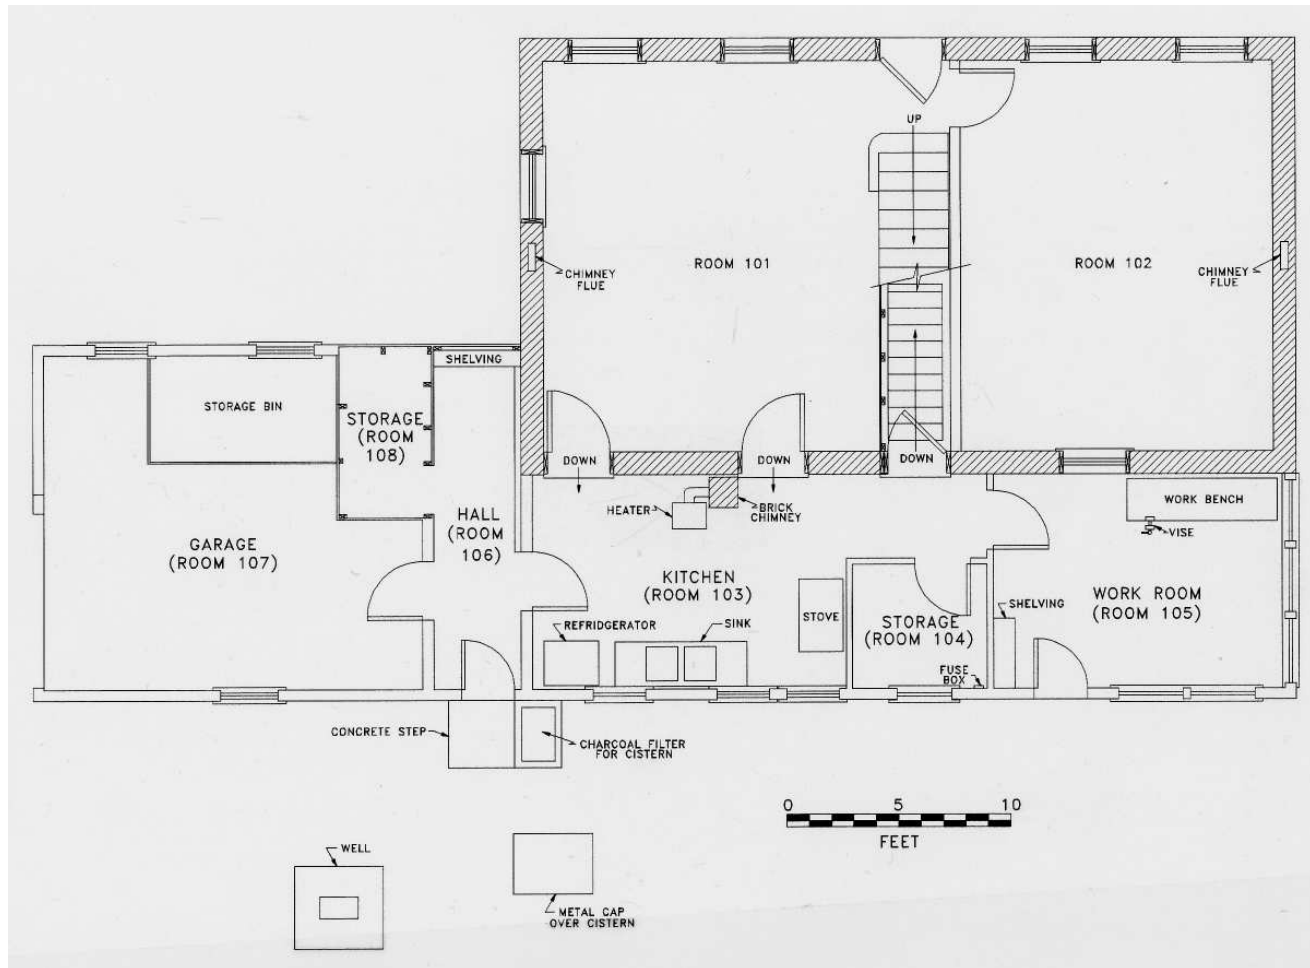 UP
ROOM 101
ROOM 102
CHIMNEY
FLUE
CHIMNEY
FLUE
SHELVING
STORAGE BIN
STORAGE
(ROOM
108)
DOWN
DOWN
DOWN
WORK BENCH
HEATER
BRICK
CHIMNEY
VISE
HALL
(ROOM
106)
GARAGE
(ROOM 107)
KITCHEN
(ROOM 103)
WORK ROOM
(ROOM 105)
SHELVING
REFRIDGERATOR
SINK
STOVE
STORAGE
(ROOM 104)
FUSE
BOX
CONCRETE STEP
CHARCOAL FILTER
FOR CISTERN
0 5 10
FEET
WELL
METAL CAP
OVER CISTERN